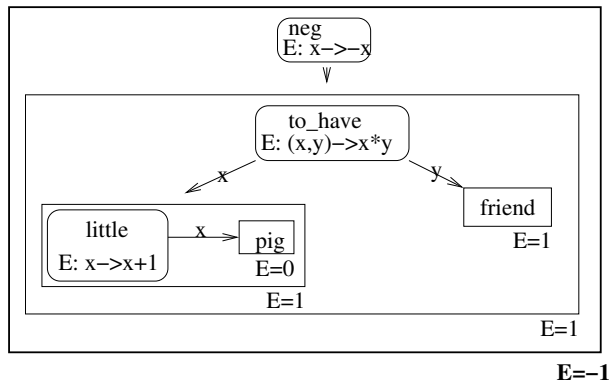 neg
E: x->-x
to_have
E: (x,y)->x*y
x
y
little
E: x->x+1
x
pig
E=0
E=1
friend
E=1
E=1
E=-1